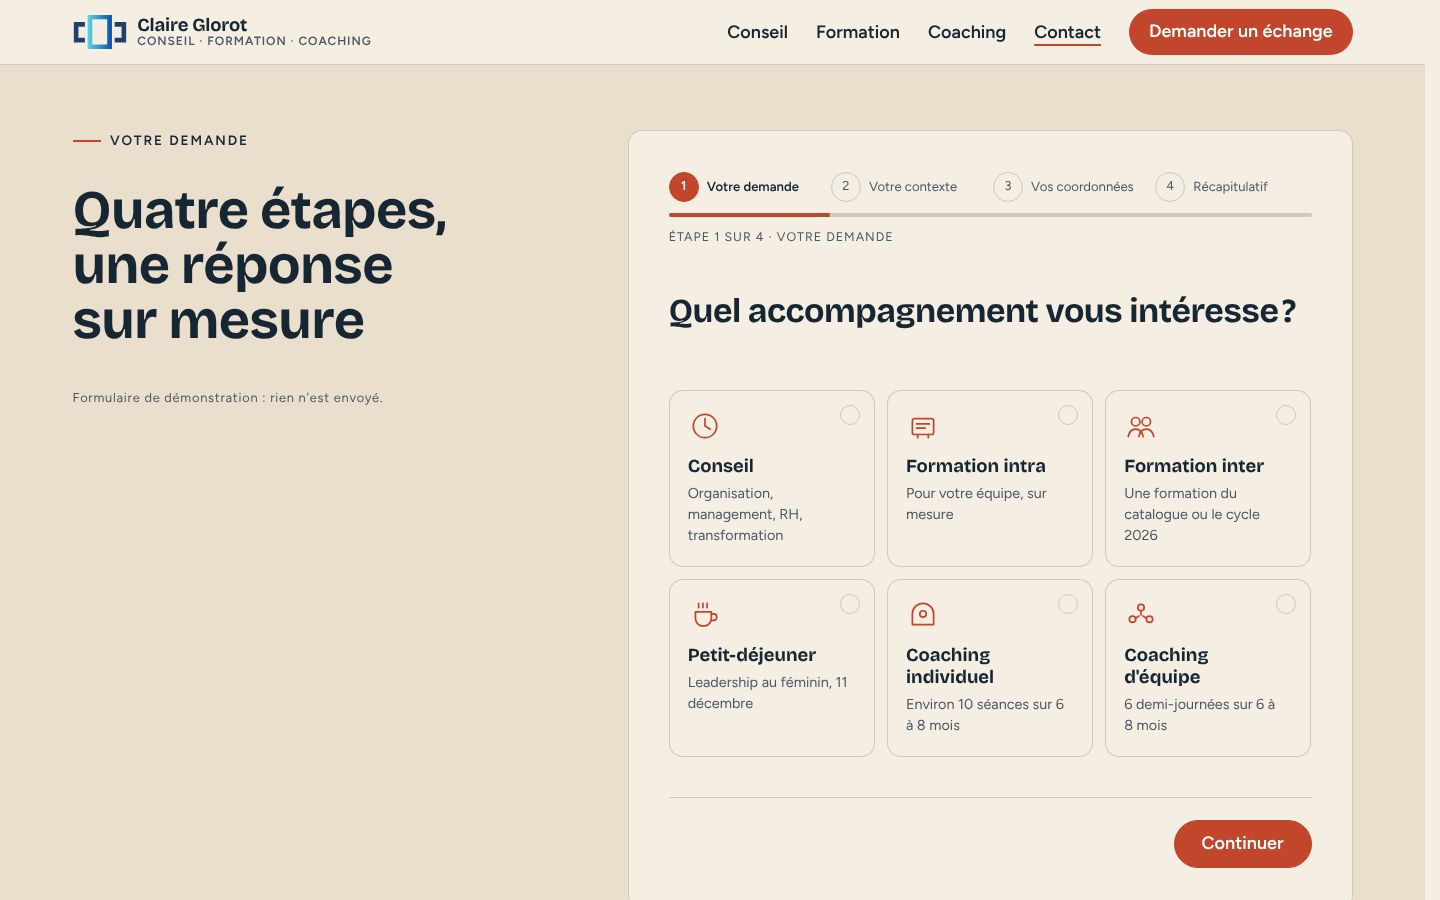 Claire Glorot
CONSEIL · FORMATION · COACHING
Conseil
Formation
Coaching
Contact
Demander un échange
VOTRE DEMANDE
Quatre étapes,
une réponse
sur mesure
Formulaire de démonstration : rien n'est envoyé.
1 Votre demande
2 Votre contexte
3 Vos coordonnées
4 Récapitulatif
ÉTAPE 1 SUR 4 · VOTRE DEMANDE
Quel accompagnement vous intéresse ?
Conseil
Organisation,
management, RH,
transformation
Formation intra
Pour votre équipe, sur
mesure
Formation inter
Une formation du
catalogue ou le cycle
2026
Petit-déjeuner
Leadership au féminin, 11
décembre
Coaching
individuel
Environ 10 séances sur 6
à 8 mois
Coaching
d'équipe
6 demi-journées sur 6 à
8 mois
Continuer